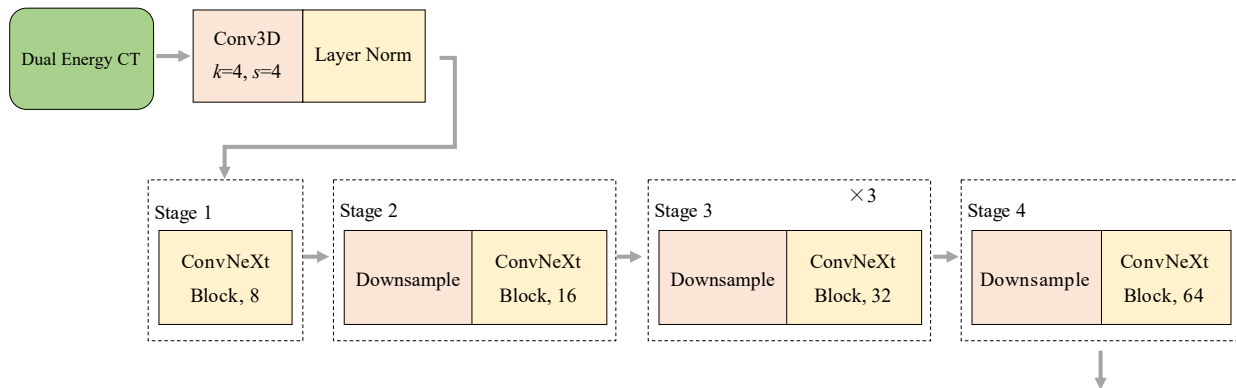 Dual Energy CT
Conv3D
k=4, s=4
Layer Norm
Stage 1
ConvNeXt
Block, 8
Stage 2
Downsample
ConvNeXt
Block, 16
×3
Stage 3
Downsample
ConvNeXt
Block, 32
Stage 4
Downsample
ConvNeXt
Block, 64